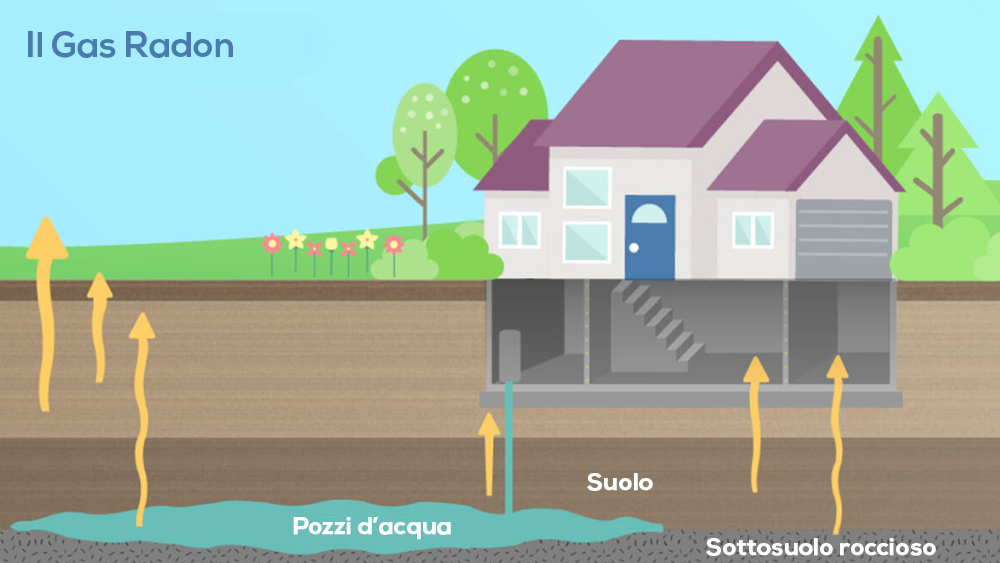 Il Gas Radon
Suolo
Pozzi d'acqua
Sottosuolo roccioso